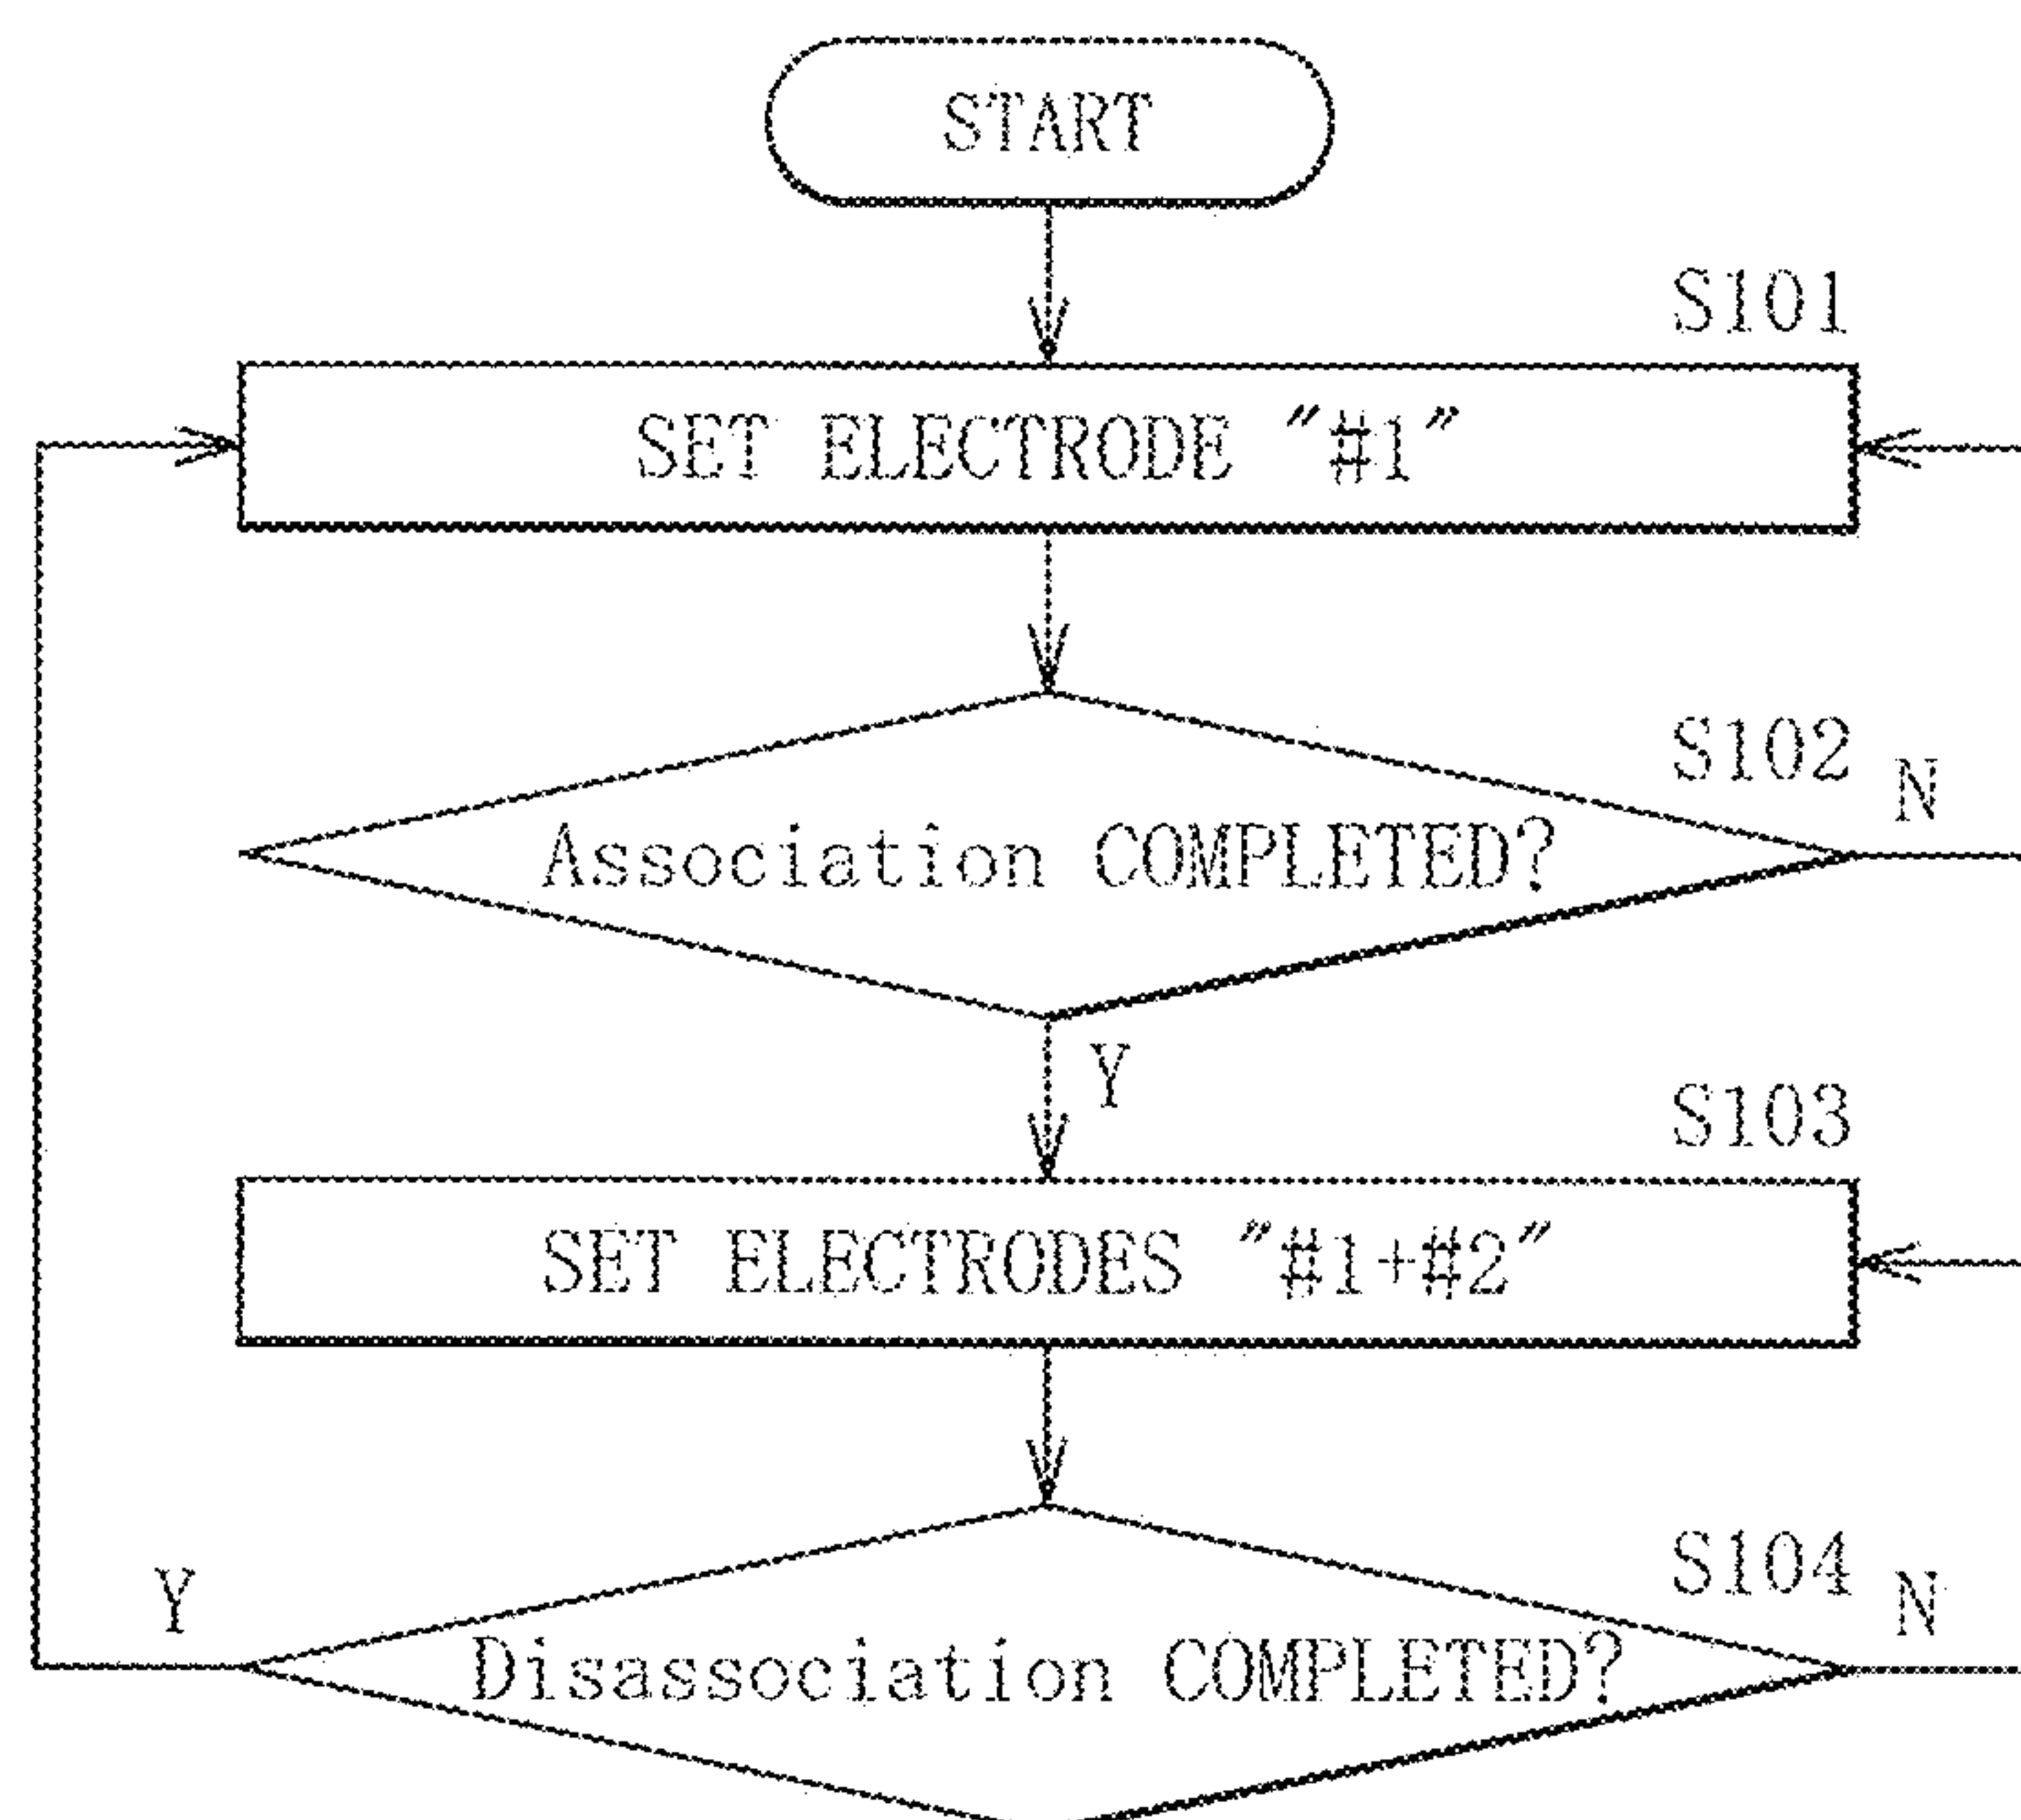 START
S101
SET ELECTRODE "#1"
S102
N
Association COMPLETED?
Y
S103
SET ELECTRODES "#1+#2"
S104
N
Y
Disassociation COMPLETED?